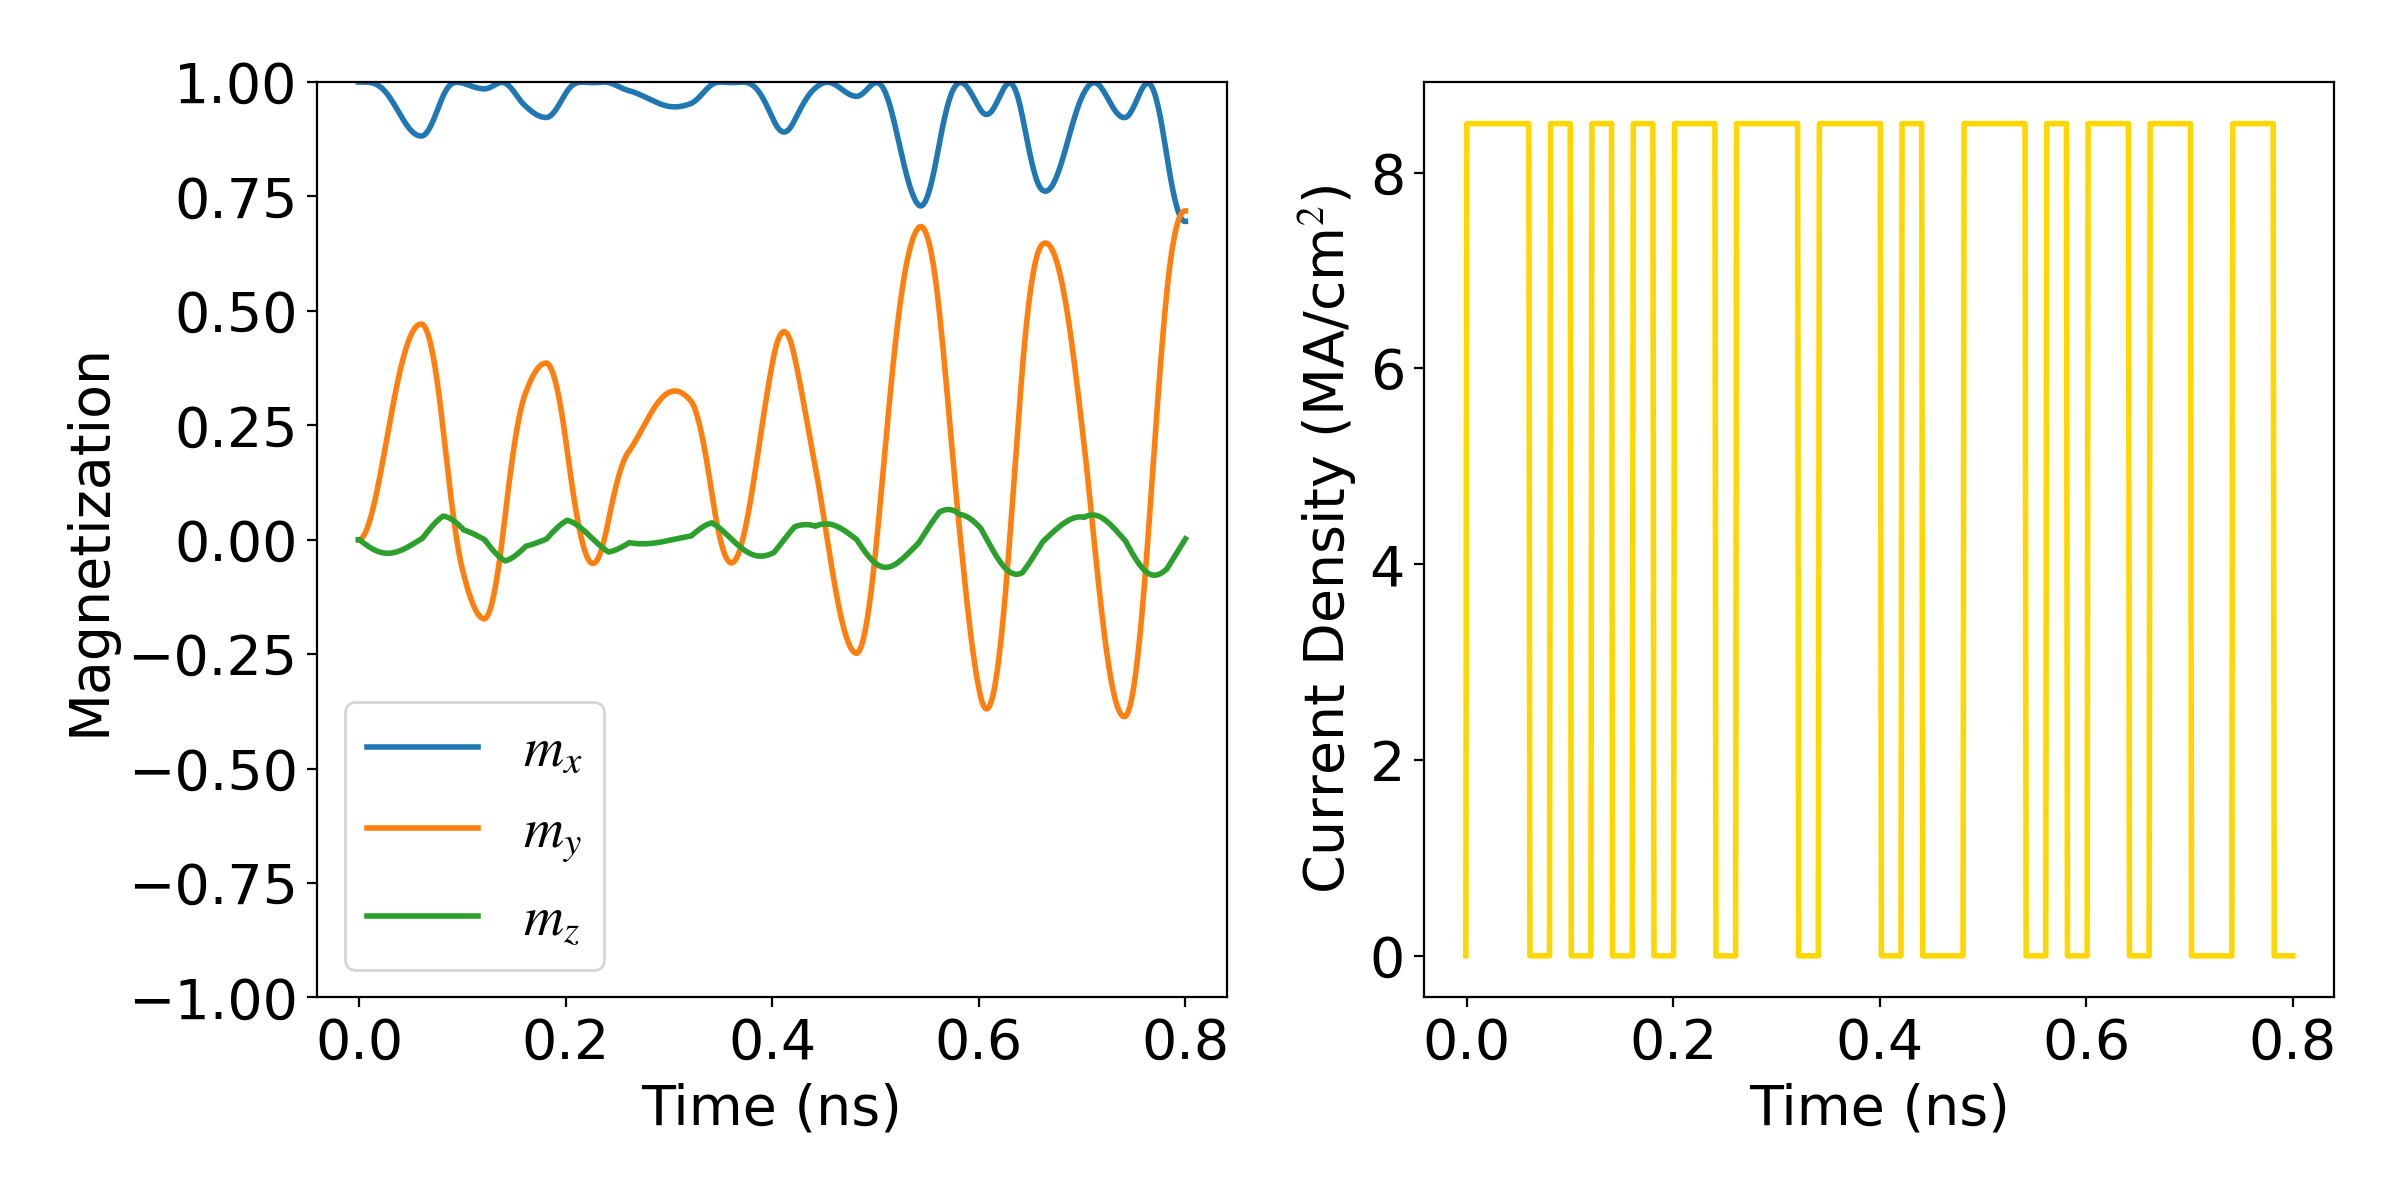 1.00
0.75
0.50
0.25
0.00
−0.25
−0.50
−0.75
−1.00
Magnetization
m_x
m_y
m_z
0.0 0.2 0.4 0.6 0.8
Time (ns)
8
6
4
2
0
Current Density (MA/cm²)
0.0 0.2 0.4 0.6 0.8
Time (ns)